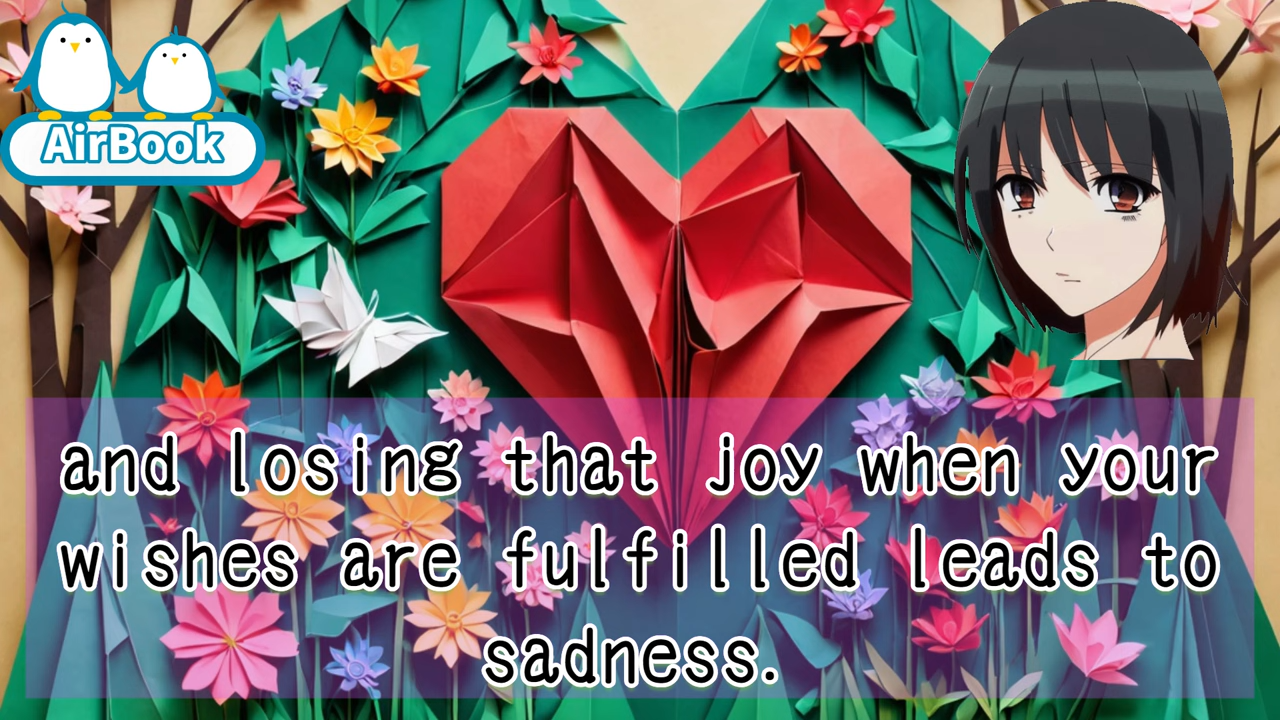 AirBook
and losing that joy when your
wishes are fulfilled leads to
sadness.